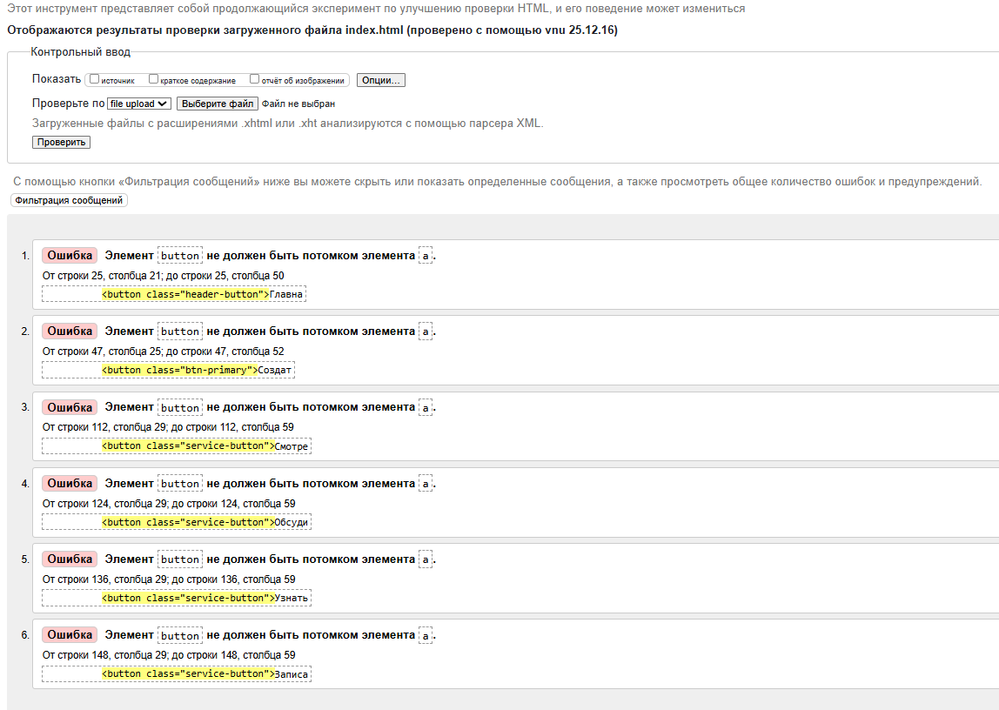 Этот инструмент представляет собой продолжающийся эксперимент по улучшению проверки HTML, и его поведение может измениться
Отображаются результаты проверки загруженного файла index.html (проверено с помощью vnu 25.12.16)
Контрольный ввод
Показать источник краткое содержание отчёт об изображении Опции...
Проверьте по file upload Выберите файл Файл не выбран
Загруженные файлы с расширениями .xhtml или .xht анализируются с помощью парсера XML.
Проверить
С помощью кнопки «Фильтрация сообщений» ниже вы можете скрыть или показать определенные сообщения, а также просмотреть общее количество ошибок и предупреждений.
Фильтрация сообщений
1. Ошибка Элемент button не должен быть потомком элемента a.
От строки 25, столбца 21; до строки 25, столбца 50
<button class="header-button">Главна
2. Ошибка Элемент button не должен быть потомком элемента a.
От строки 47, столбца 25; до строки 47, столбца 52
<button class="btn-primary">Создат
3. Ошибка Элемент button не должен быть потомком элемента a.
От строки 112, столбца 29; до строки 112, столбца 59
<button class="service-button">Смотре
4. Ошибка Элемент button не должен быть потомком элемента a.
От строки 124, столбца 29; до строки 124, столбца 59
<button class="service-button">Обсуди
5. Ошибка Элемент button не должен быть потомком элемента a.
От строки 136, столбца 29; до строки 136, столбца 59
<button class="service-button">Узнать
6. Ошибка Элемент button не должен быть потомком элемента a.
От строки 148, столбца 29; до строки 148, столбца 59
<button class="service-button">Записа